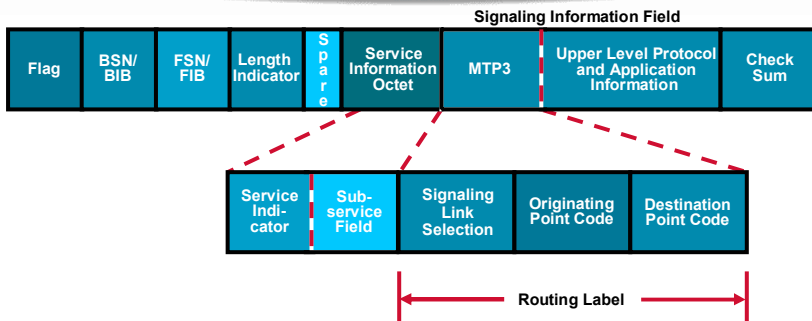 Signaling Information Field
Flag
BSN/
BIB
FSN/
FIB
Length
Indicator
S
p
a
r
e
Service
Information
Octet
MTP3
Upper Level Protocol
and Application
Information
Check
Sum
Service
Indi-
cator
Sub-
service
Field
Signaling
Link
Selection
Originating
Point Code
Destination
Point Code
Routing Label